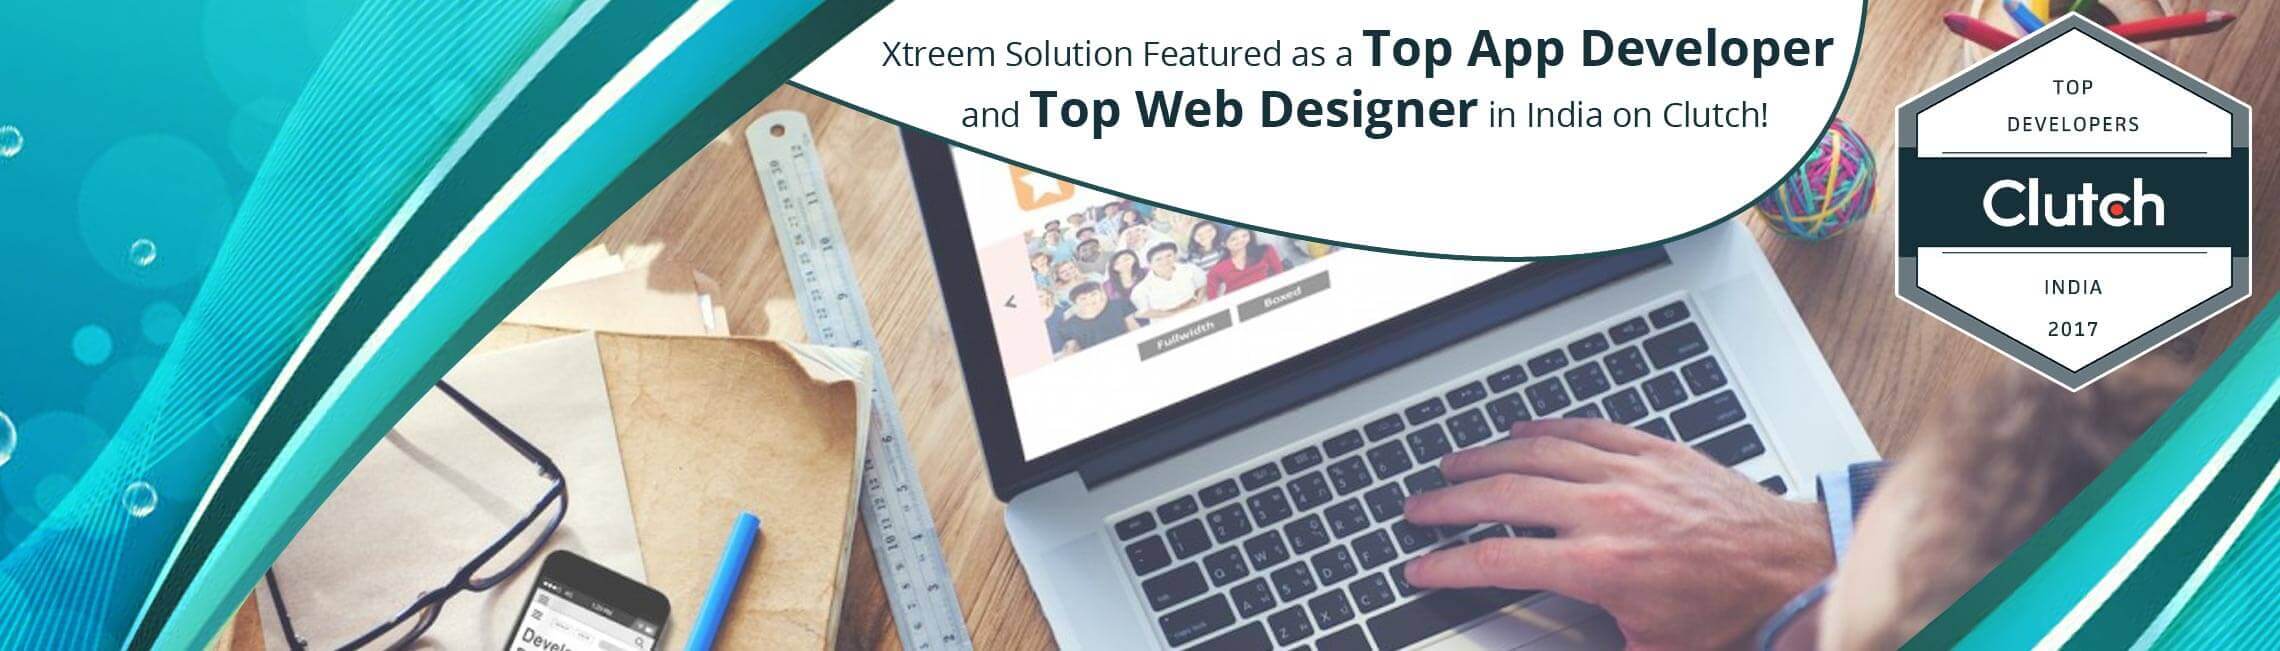 Xtreem Solution Featured as a Top App Developer
and Top Web Designer in India on Clutch!
TOP
DEVELOPERS
Clutch
INDIA
2017
Fullwidth
Boxed